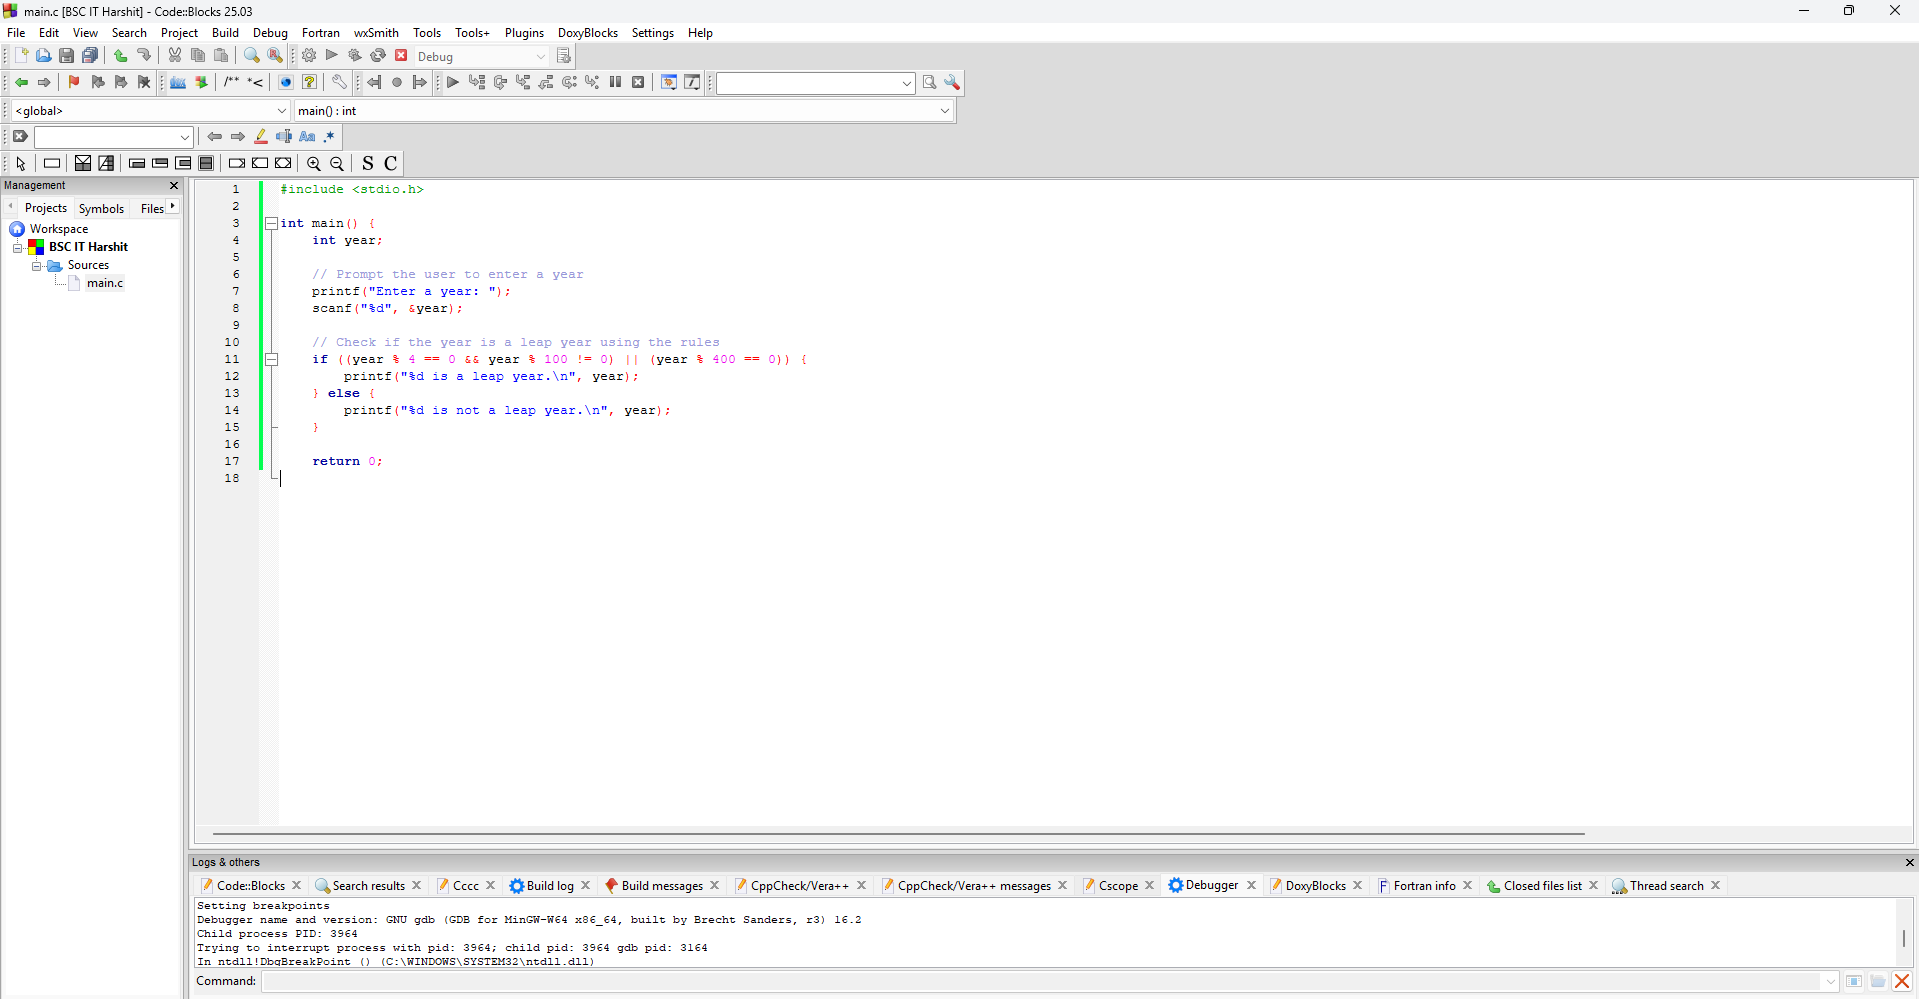 main.c [BSC IT Harshit] - Code::Blocks 25.03
File Edit View Search Project Build Debug Fortran wxSmith Tools Tools+ Plugins DoxyBlocks Settings Help
Debug
/** *<
<global> main() : int
Aa .*
S C
Management
Projects Symbols Files
Workspace
BSC IT Harshit
Sources
main.c
1 #include <stdio.h>
2
3 int main() {
4 int year;
5
6 // Prompt the user to enter a year
7 printf("Enter a year: ");
8 scanf("%d", &year);
9
10 // Check if the year is a leap year using the rules
11 if ((year % 4 == 0 && year % 100 != 0) || (year % 400 == 0)) {
12 printf("%d is a leap year.\n", year);
13 } else {
14 printf("%d is not a leap year.\n", year);
15 }
16
17 return 0;
18
Logs & others
Code::Blocks Search results Cccc Build log Build messages CppCheck/Vera++ CppCheck/Vera++ messages Cscope Debugger DoxyBlocks Fortran info Closed files list Thread search
Setting breakpoints
Debugger name and version: GNU gdb (GDB for MinGW-W64 x86_64, built by Brecht Sanders, r3) 16.2
Child process PID: 3964
Trying to interrupt process with pid: 3964; child pid: 3964 gdb pid: 3164
In ntdll!DbgBreakPoint () (C:\WINDOWS\SYSTEM32\ntdll.dll)
Command: